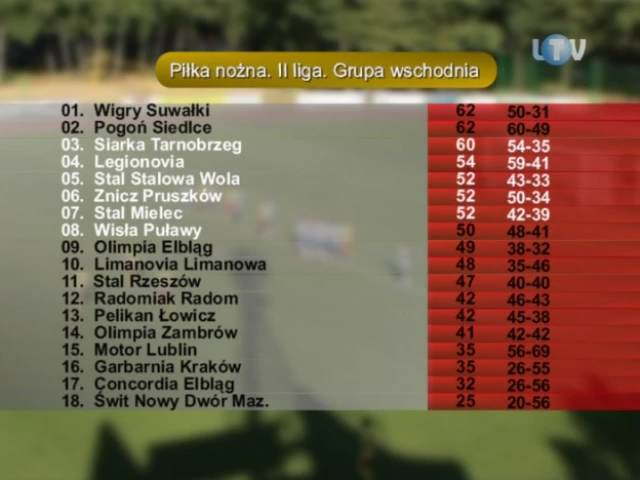 LTV
Piłka nożna. II liga. Grupa wschodnia
01. Wigry Suwałki 62 50-31
02. Pogoń Siedlce 62 60-49
03. Siarka Tarnobrzeg 60 54-35
04. Legionovia 54 59-41
05. Stal Stalowa Wola 52 43-33
06. Znicz Pruszków 52 50-34
07. Stal Mielec 52 42-39
08. Wisła Puławy 50 48-41
09. Olimpia Elbląg 49 38-32
10. Limanovia Limanowa 48 35-46
11. Stal Rzeszów 47 40-40
12. Radomiak Radom 42 46-43
13. Pelikan Łowicz 42 45-38
14. Olimpia Zambrów 41 42-42
15. Motor Lublin 35 56-69
16. Garbarnia Kraków 35 26-55
17. Concordia Elbląg 32 26-56
18. Świt Nowy Dwór Maz. 25 20-56